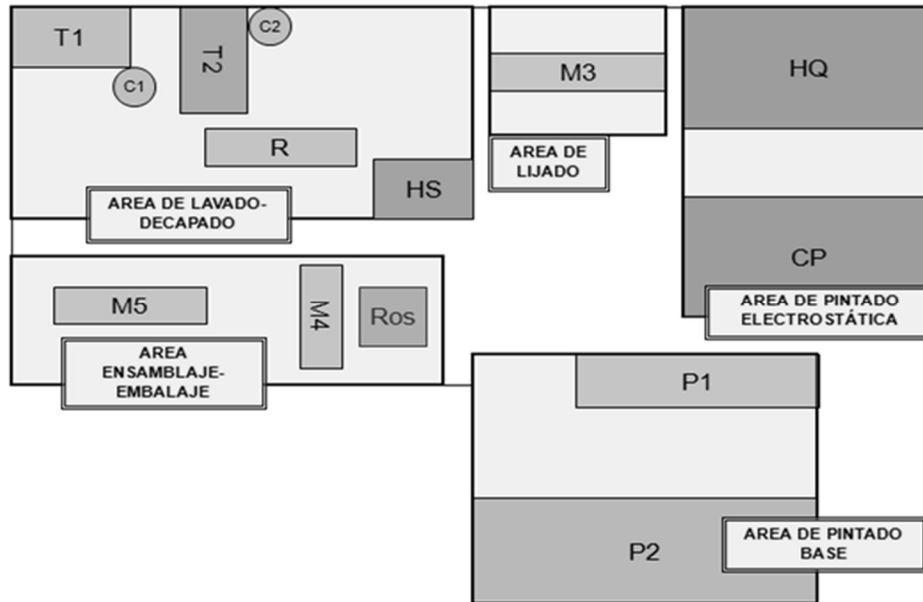 T1
C1
T2
C2
R
HS
AREA DE LAVADO-
DECAPADO
M3
AREA DE
LIJADO
HQ
CP
AREA DE PINTADO
ELECTROSTÁTICA
M5
M4
Ros
AREA
ENSAMBLAJE-
EMBALAJE
P1
P2
AREA DE PINTADO
BASE